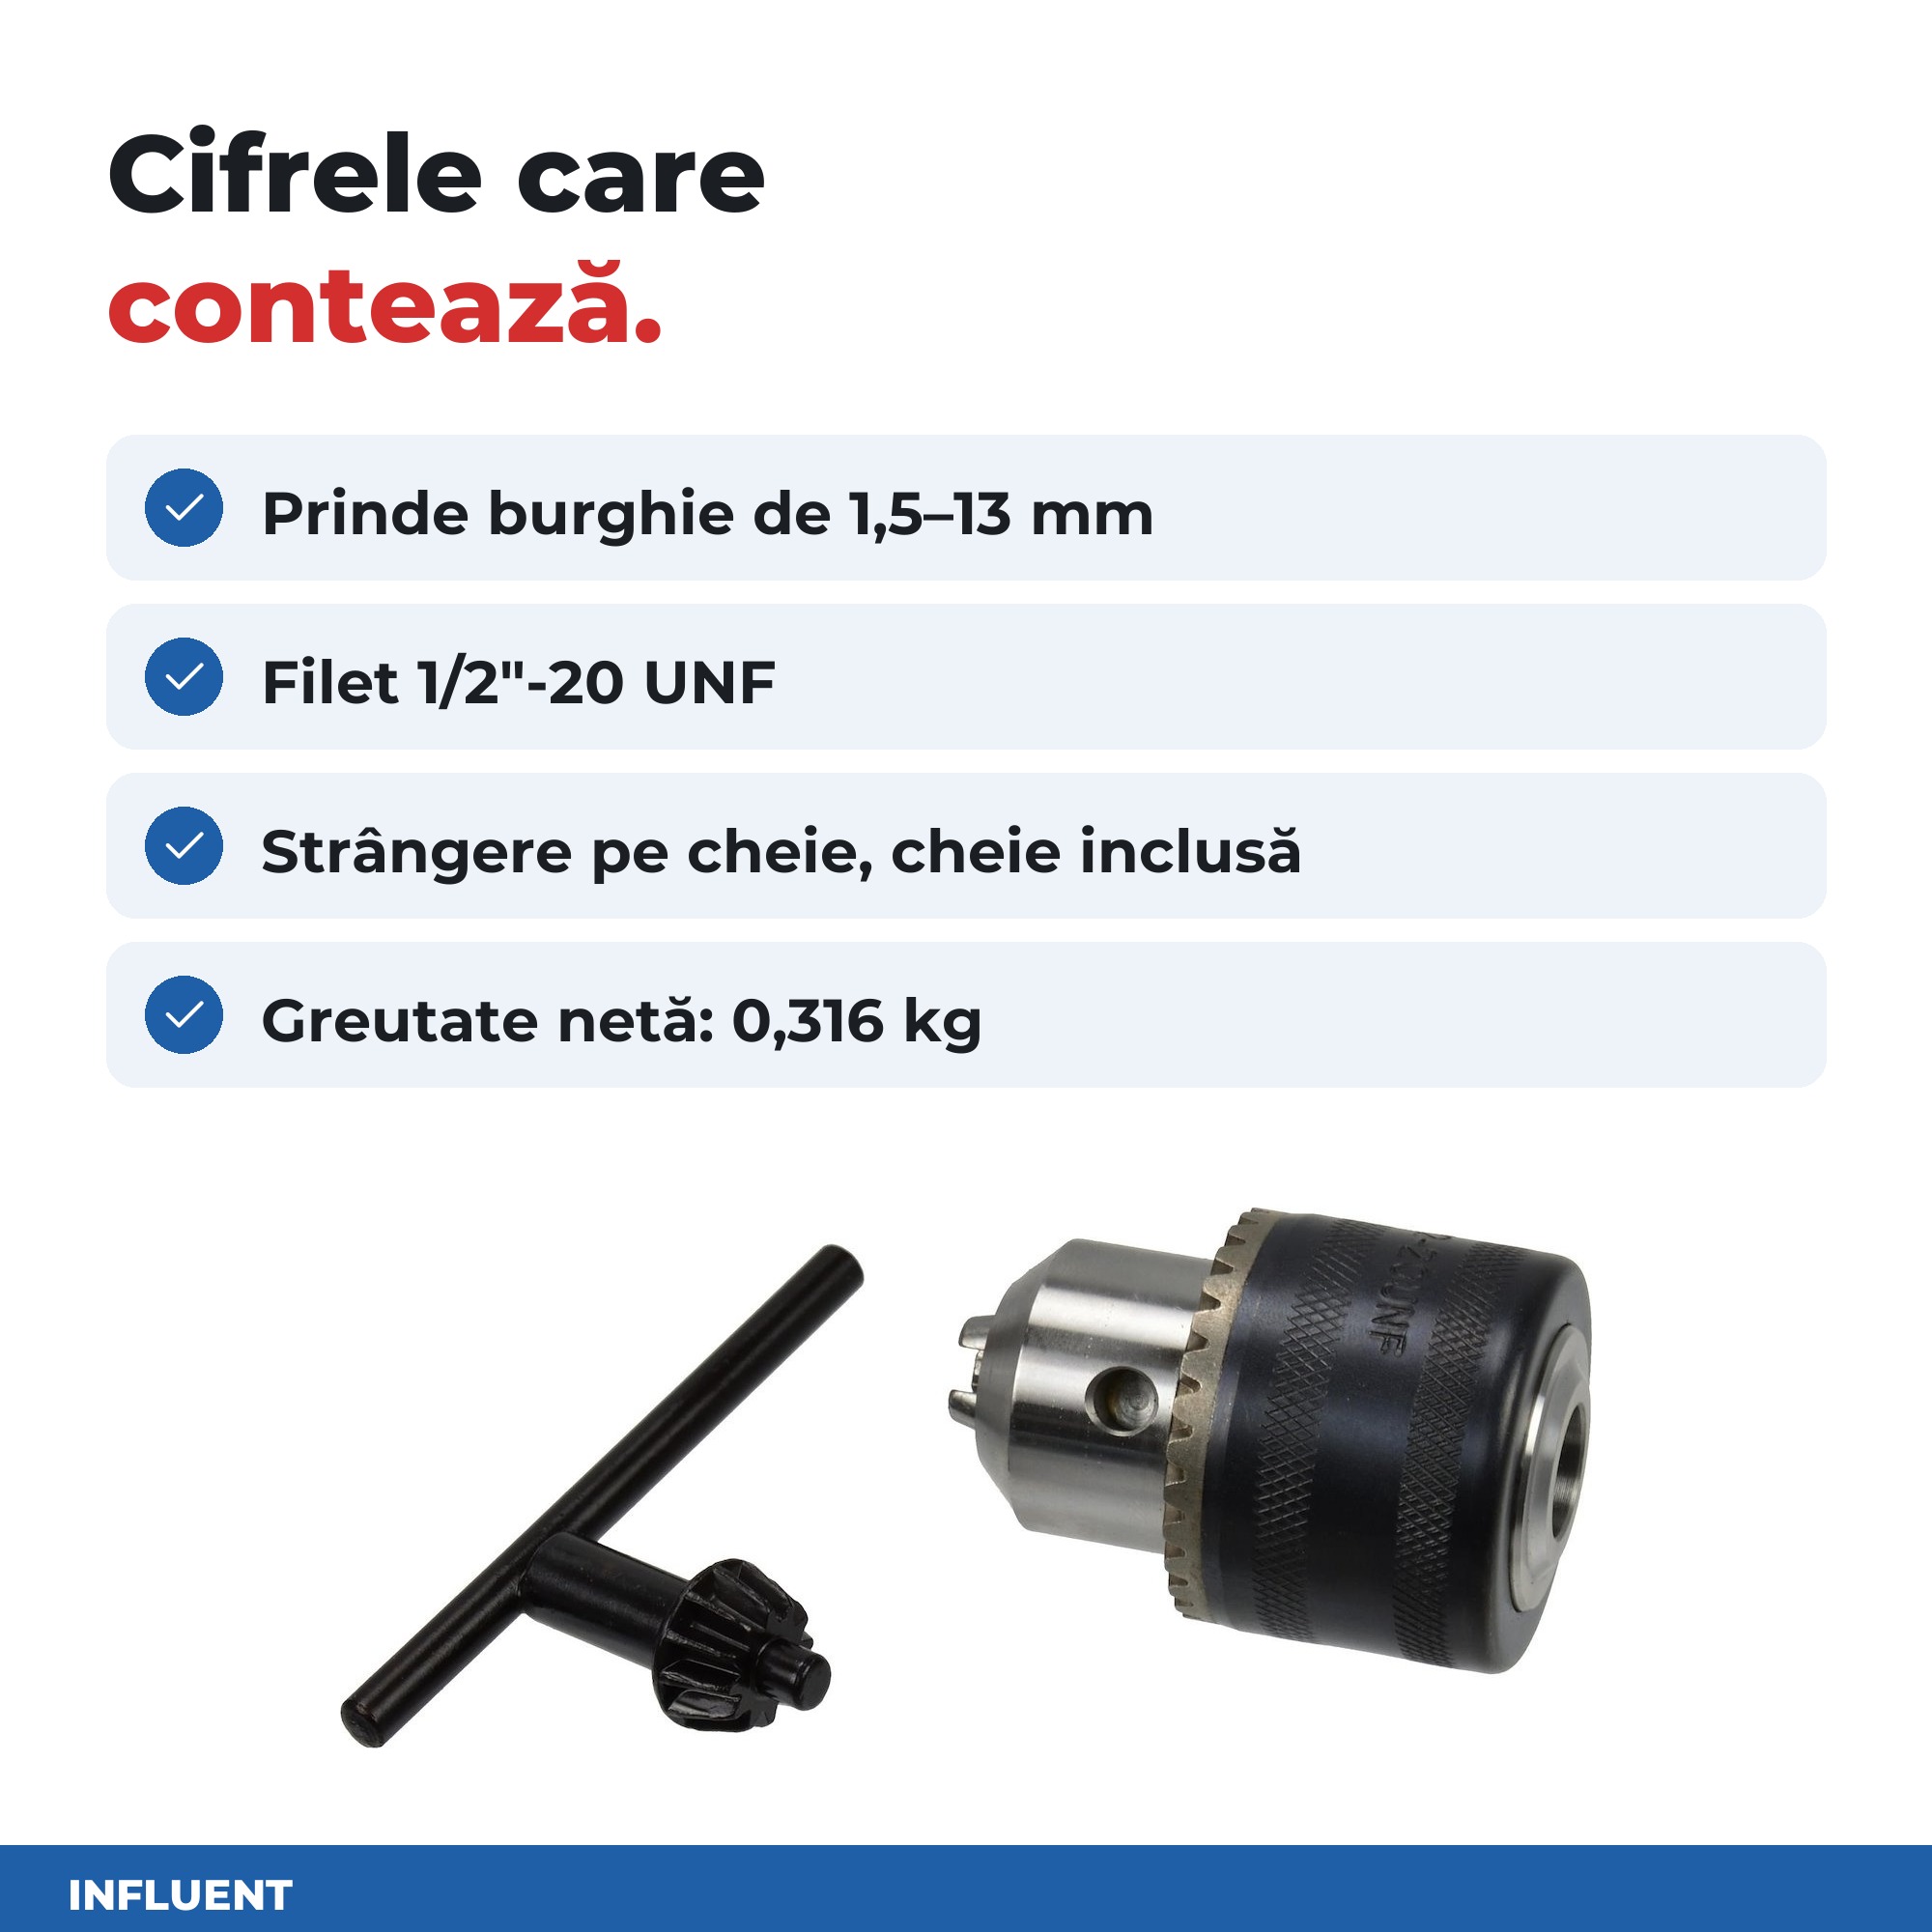 Cifrele care
contează.
Prinde burghie de 1,5–13 mm
Filet 1/2"-20 UNF
Strângere pe cheie, cheie inclusă
Greutate netă: 0,316 kg
20UNF
INFLUENT